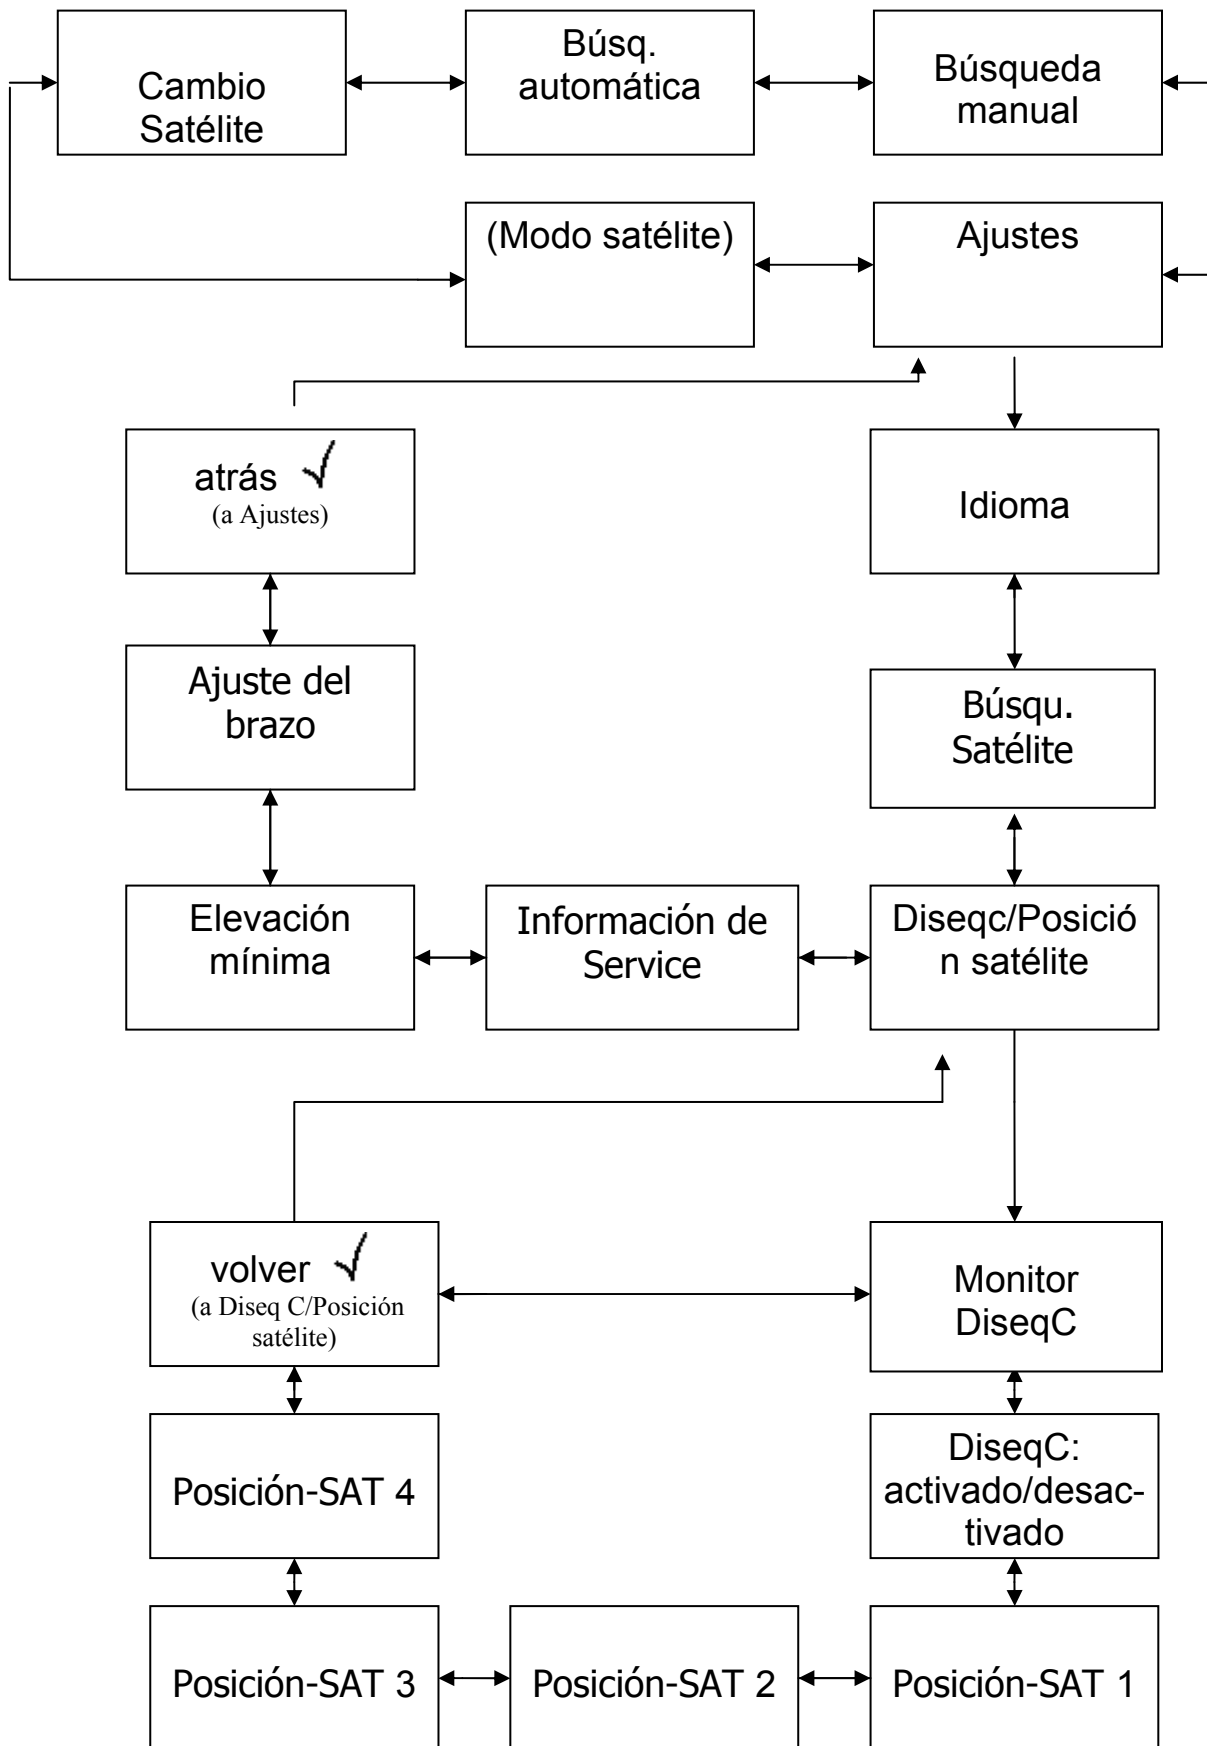 Cambio
Satélite
Búsq.
automática
Búsqueda
manual
(Modo satélite)
Ajustes
atrás ✓
(a Ajustes)
Idioma
Ajuste del
brazo
Búsqu.
Satélite
Elevación
mínima
Información de
Service
Diseqc/Posició
n satélite
volver ✓
(a Diseq C/Posición
satélite)
Monitor
DiseqC
Posición-SAT 4
DiseqC:
activado/desac-
tivado
Posición-SAT 3
Posición-SAT 2
Posición-SAT 1